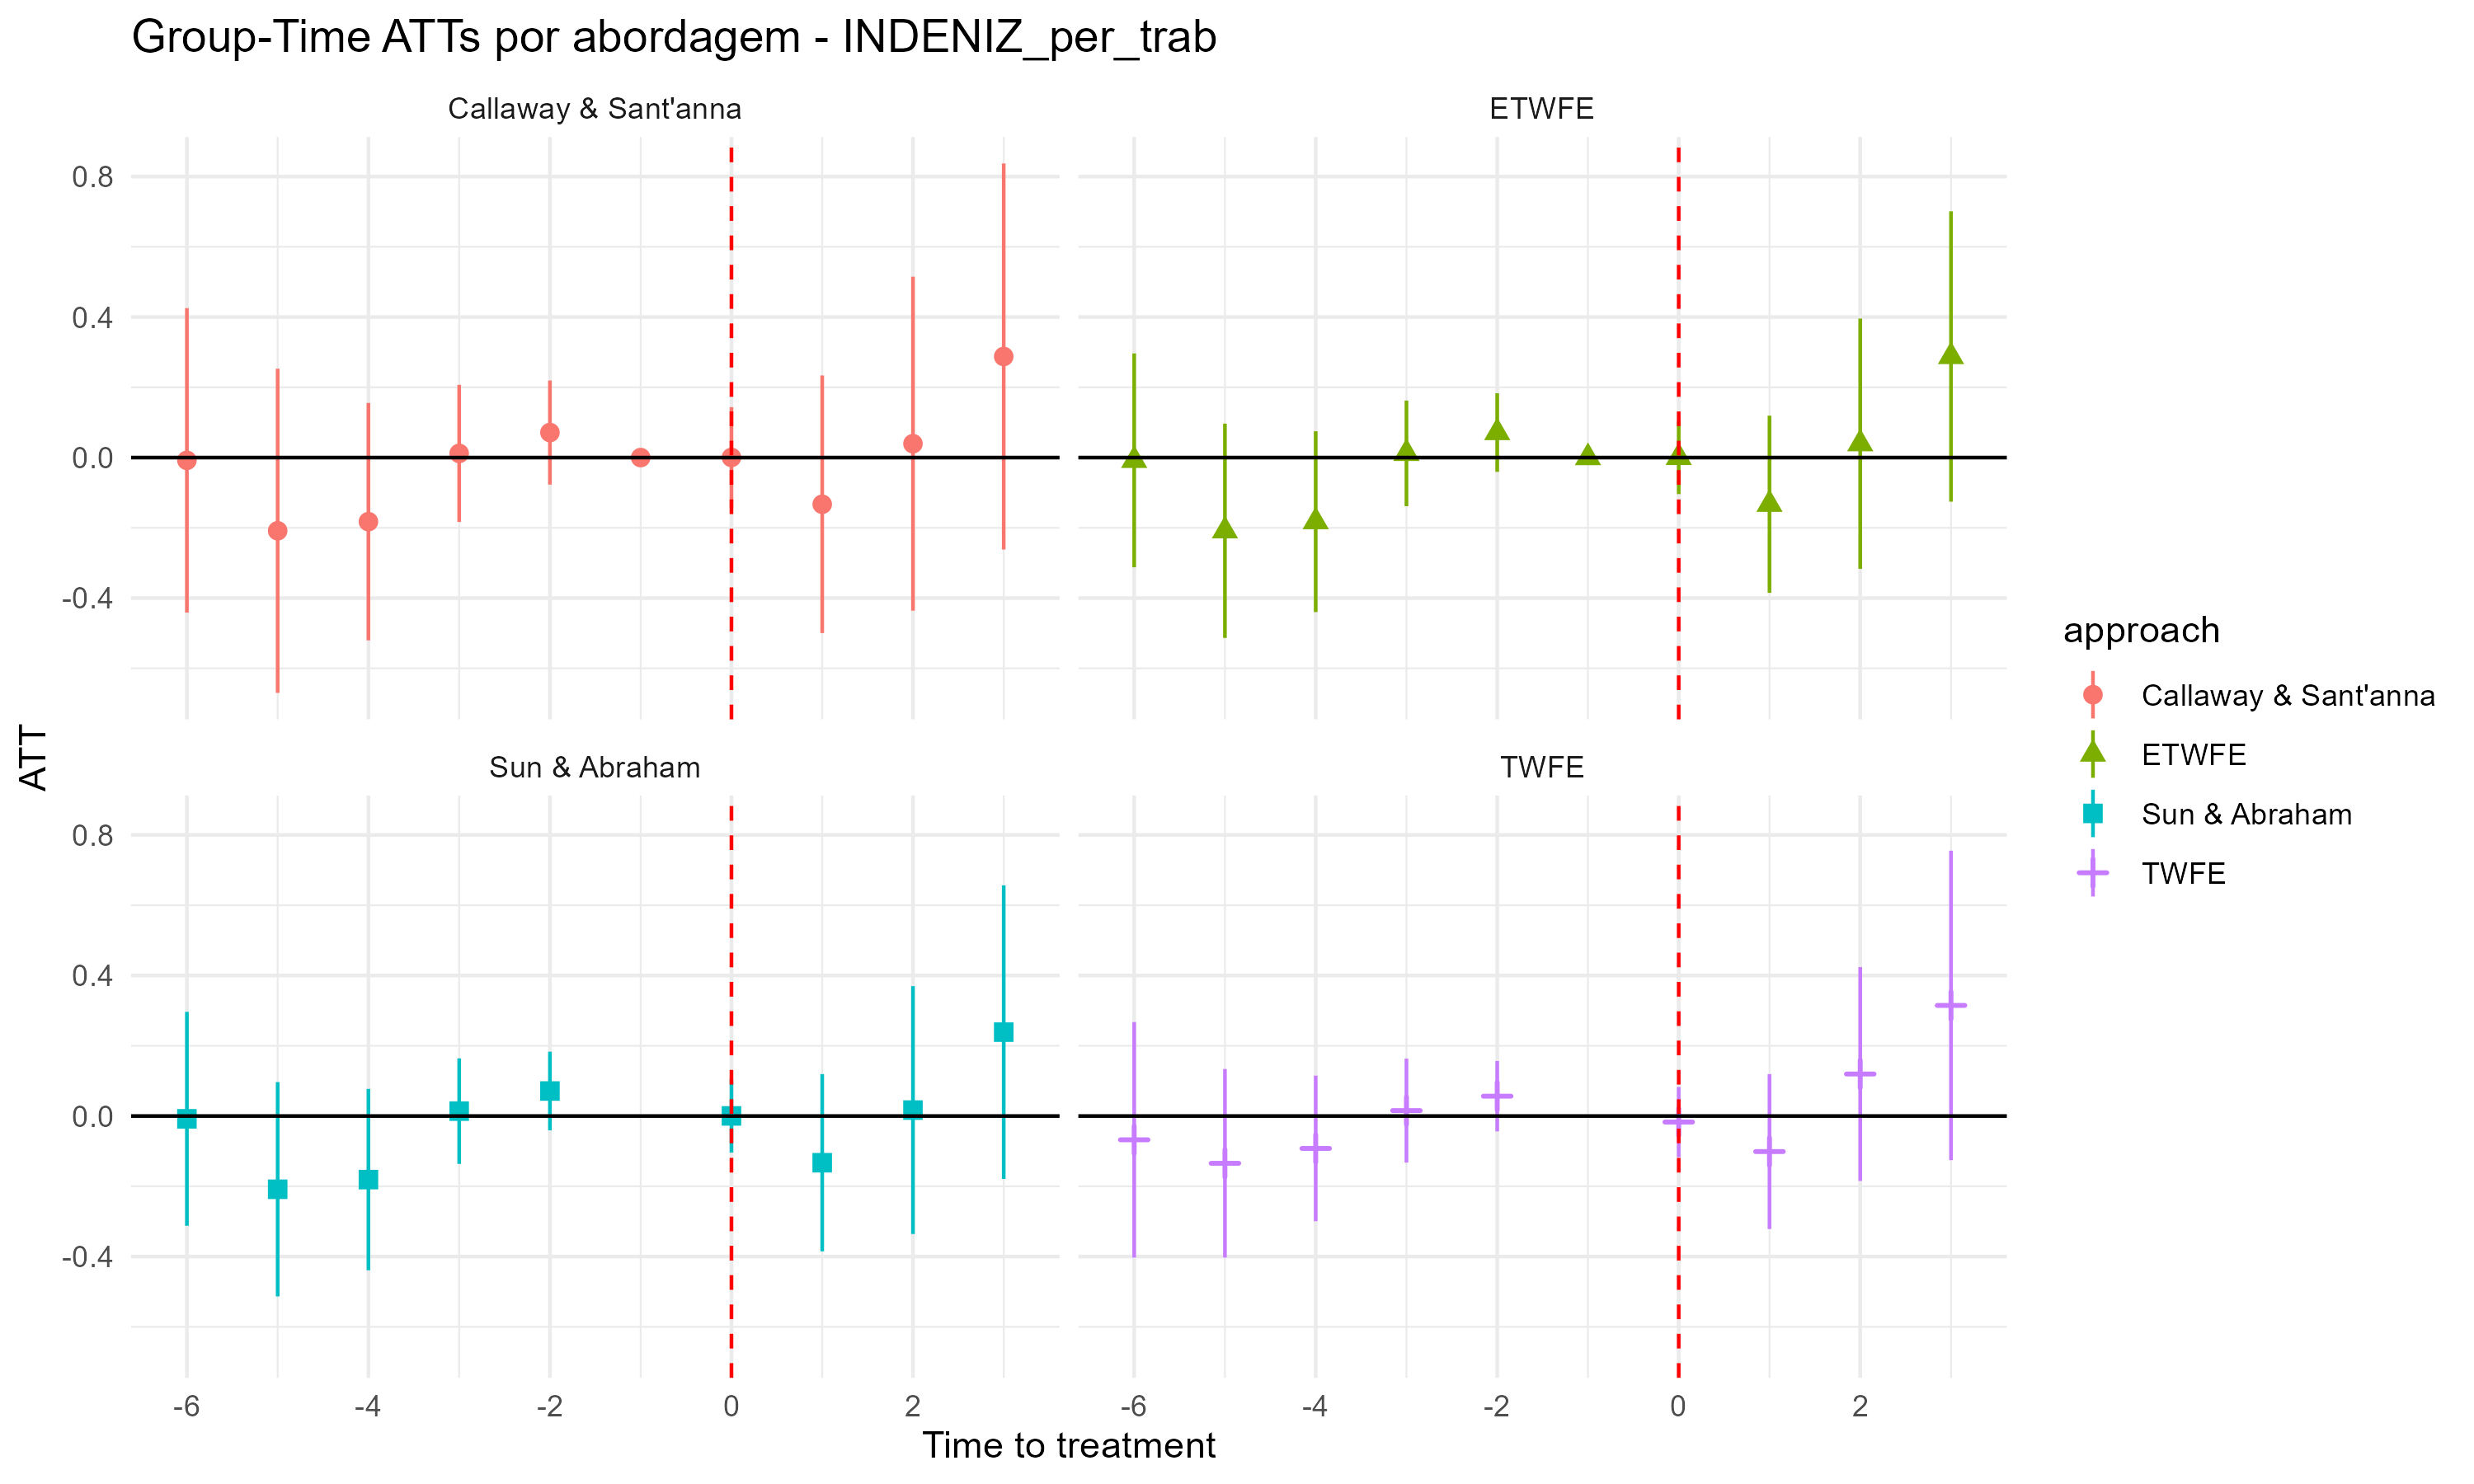 Group-Time ATTs por abordagem - INDENIZ_per_trab
Callaway & Sant'anna
ETWFE
0.8
0.4
0.0
-0.4
Sun & Abraham
TWFE
0.8
0.4
0.0
-0.4
-6 -4 -2 0 2
-6 -4 -2 0 2
Time to treatment
ATT
approach
Callaway & Sant'anna
ETWFE
Sun & Abraham
TWFE